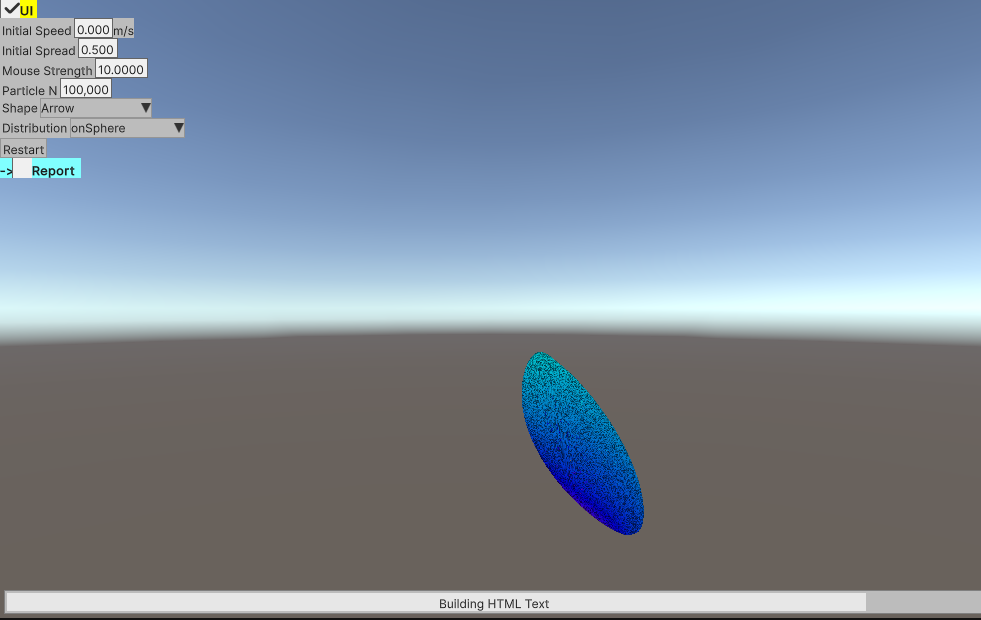 UI
Initial Speed 0.000 m/s
Initial Spread 0.500
Mouse Strength 10.0000
Particle N 100,000
Shape Arrow
Distribution onSphere
Restart
-> Report
Building HTML Text